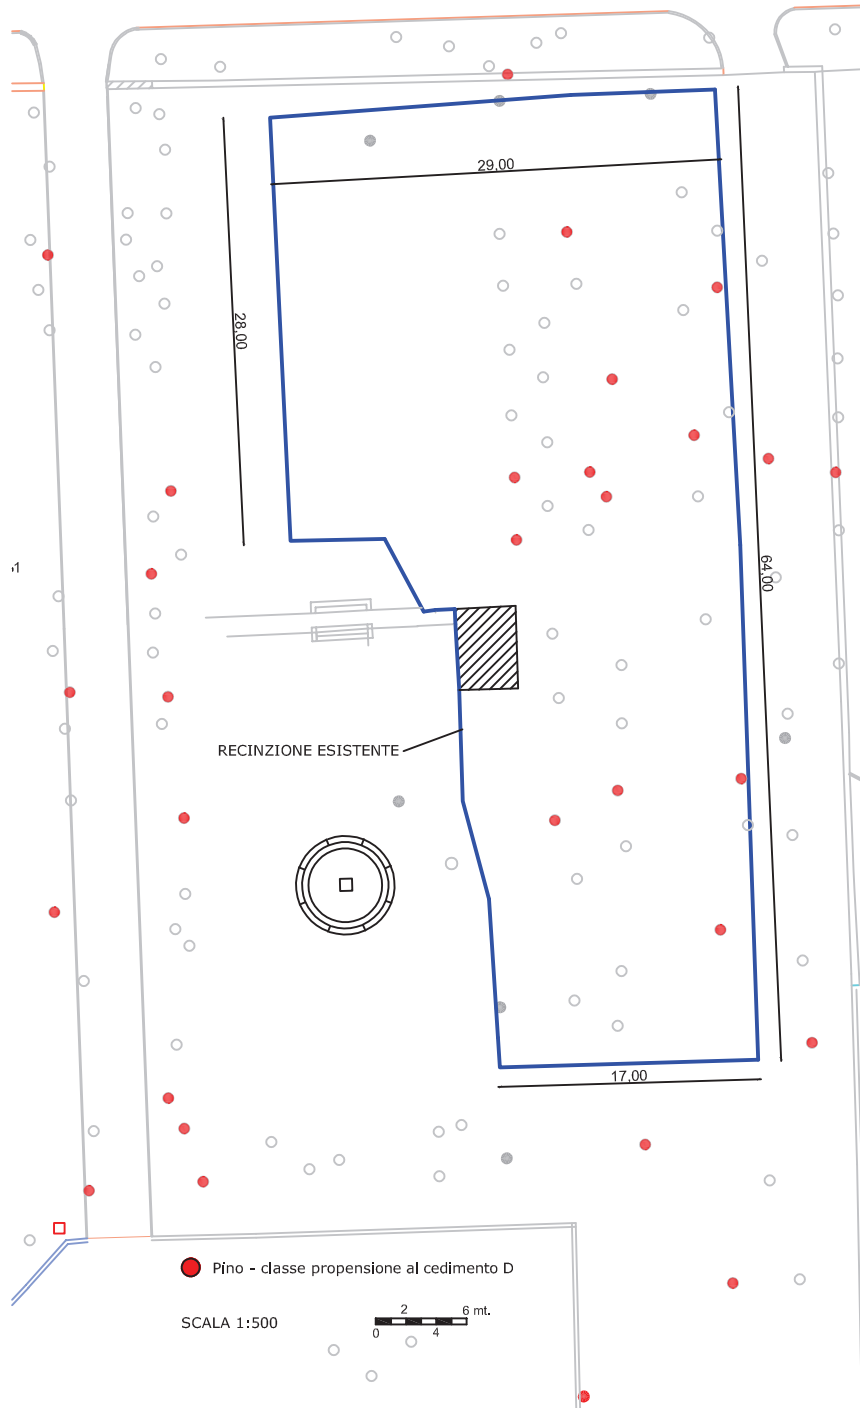 29,00
28,00
,1
64,00
RECINZIONE ESISTENTE
17,00
Pino - classe propensione al cedimento D
SCALA 1:500
2 6 mt.
0 4